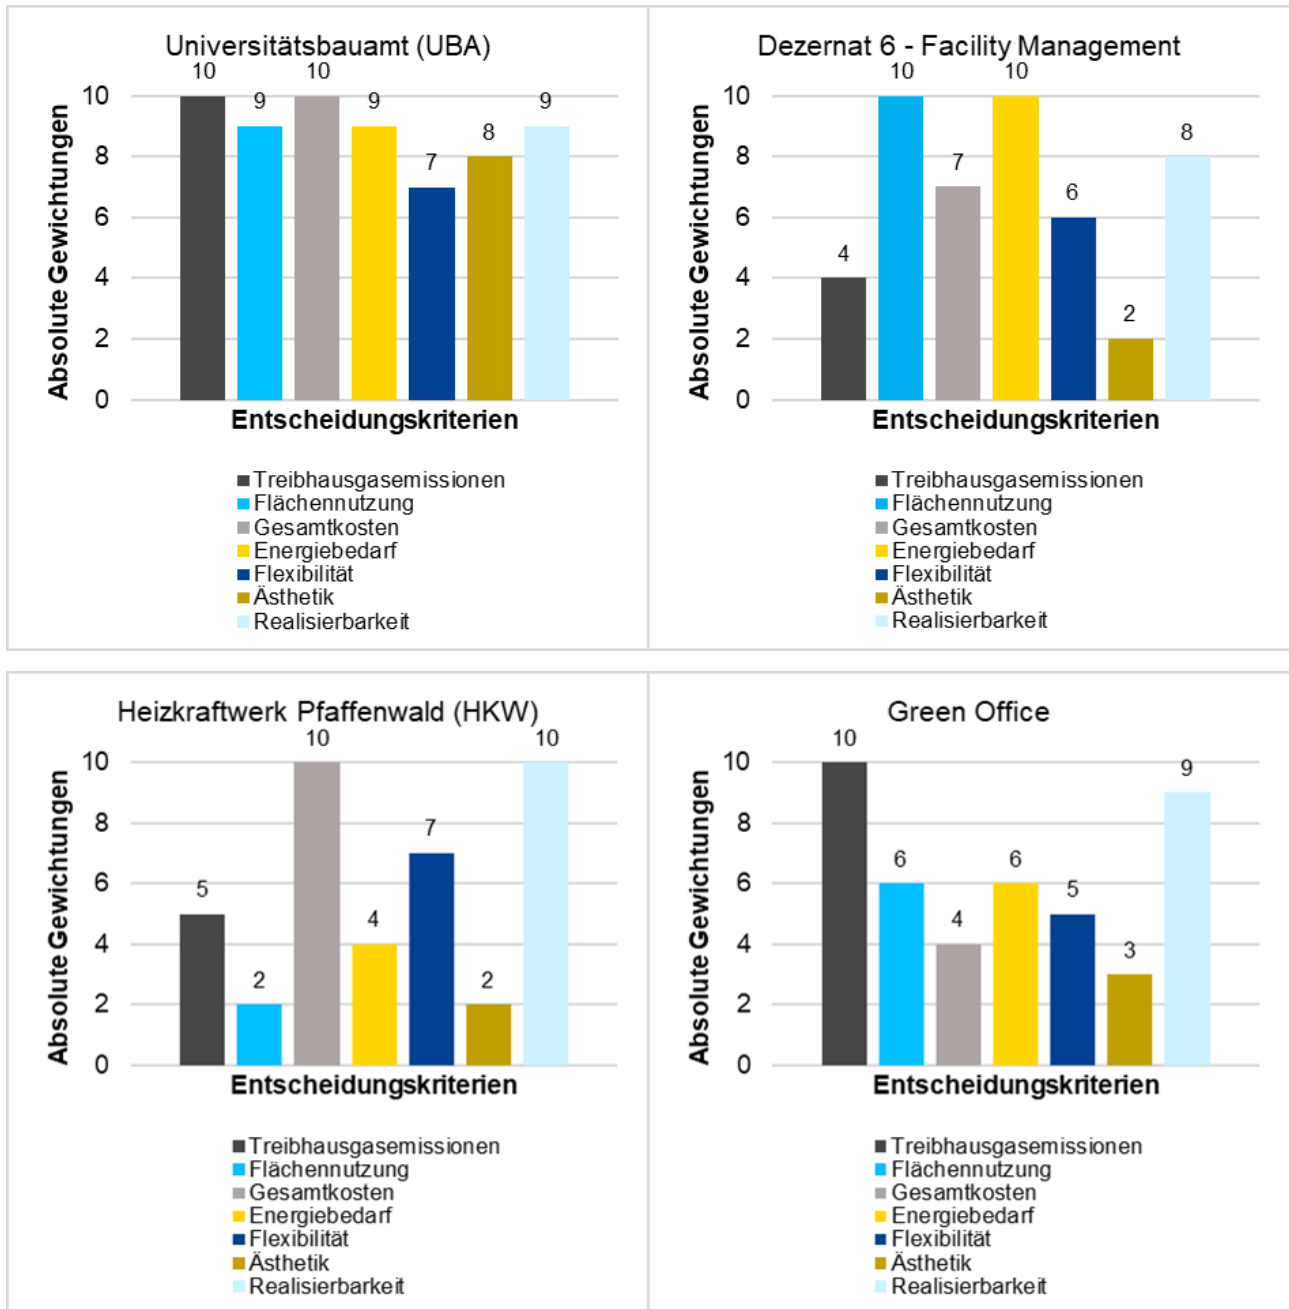 Universitätsbauamt (UBA)
10 9 10 9 7 8 9
10
8
6
4
2
0
Absolute Gewichtungen
Entscheidungskriterien
Treibhausgasemissionen
Flächennutzung
Gesamtkosten
Energiebedarf
Flexibilität
Ästhetik
Realisierbarkeit
Dezernat 6 - Facility Management
4 10 7 10 6 2 8
10
8
6
4
2
0
Absolute Gewichtungen
Entscheidungskriterien
Treibhausgasemissionen
Flächennutzung
Gesamtkosten
Energiebedarf
Flexibilität
Ästhetik
Realisierbarkeit
Heizkraftwerk Pfaffenwald (HKW)
5 2 10 4 7 2 10
10
8
6
4
2
0
Absolute Gewichtungen
Entscheidungskriterien
Treibhausgasemissionen
Flächennutzung
Gesamtkosten
Energiebedarf
Flexibilität
Ästhetik
Realisierbarkeit
Green Office
10 6 4 6 5 3 9
10
8
6
4
2
0
Absolute Gewichtungen
Entscheidungskriterien
Treibhausgasemissionen
Flächennutzung
Gesamtkosten
Energiebedarf
Flexibilität
Ästhetik
Realisierbarkeit